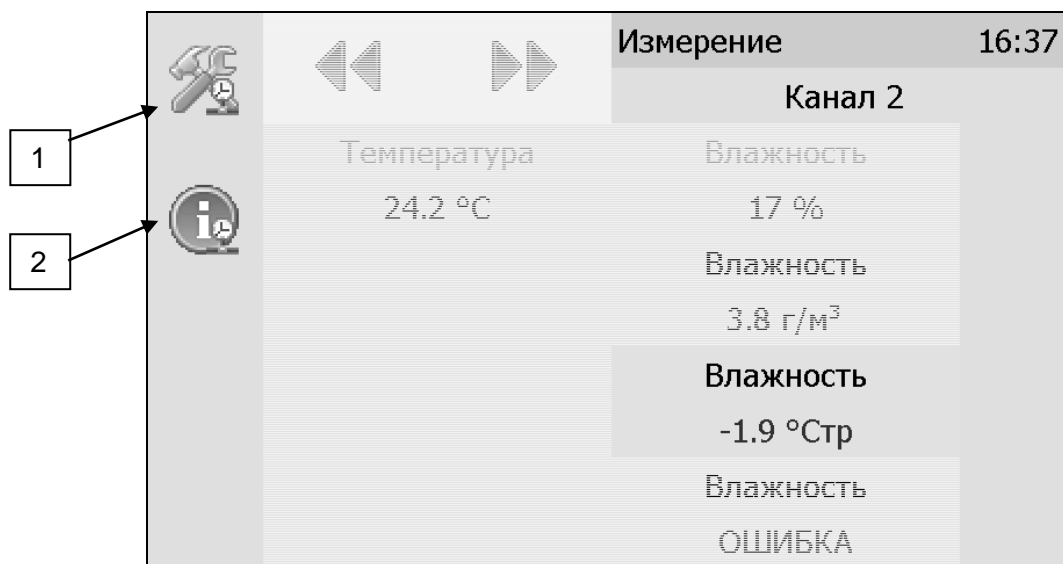 Измерение 16:37
Канал 2
1
Температура Влажность
24.2 °C 17 %
2
Влажность
3.8 г/м³
Влажность
-1.9 °Cтр
Влажность
ОШИБКА